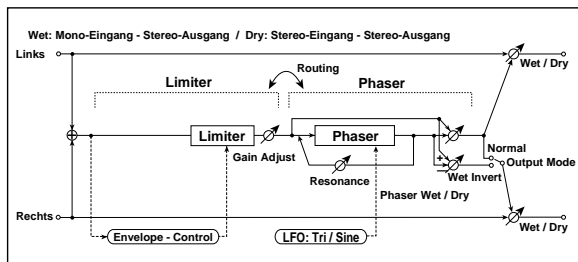 Wet: Mono-Eingang - Stereo-Ausgang / Dry: Stereo-Eingang - Stereo-Ausgang
Links
Wet / Dry
Routing
Limiter
Phaser
Limiter
Phaser
Gain Adjust
Normal
Output Mode
+
−
Wet Invert
Resonance
Phaser Wet / Dry
Rechts
Wet / Dry
Envelope - Control
LFO: Tri / Sine